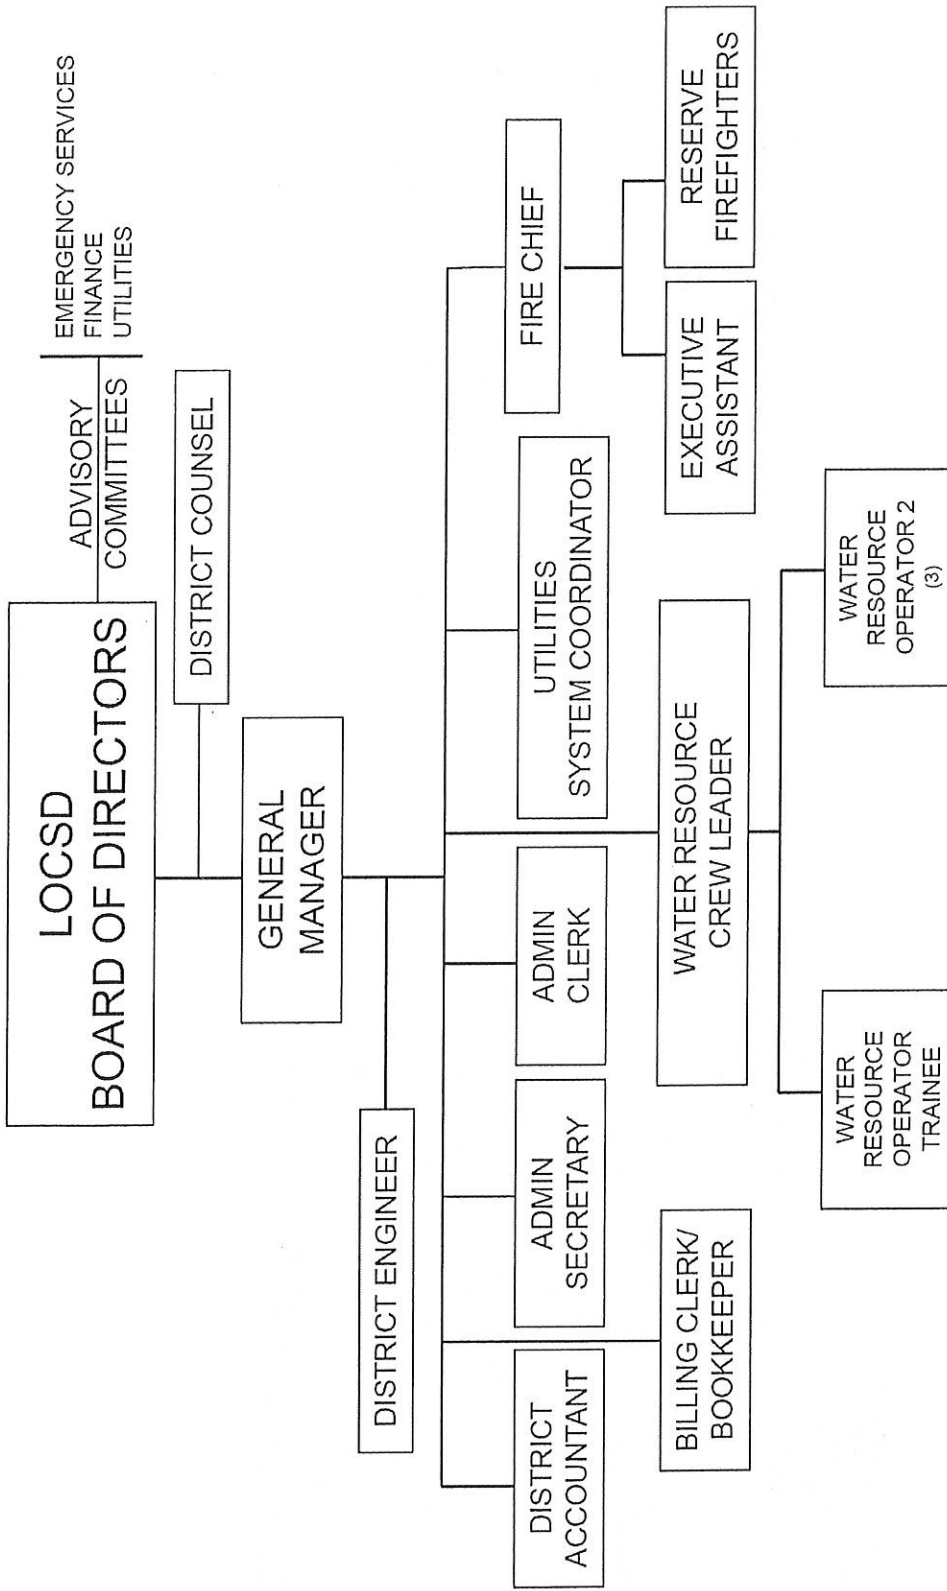 LOCSD
BOARD OF DIRECTORS
ADVISORY
COMMITTEES
EMERGENCY SERVICES
FINANCE
UTILITIES
DISTRICT COUNSEL
GENERAL
MANAGER
DISTRICT ENGINEER
DISTRICT
ACCOUNTANT
ADMIN
SECRETARY
ADMIN
CLERK
UTILITIES
SYSTEM COORDINATOR
FIRE CHIEF
BILLING CLERK/
BOOKKEEPER
WATER RESOURCE
CREW LEADER
EXECUTIVE
ASSISTANT
RESERVE
FIREFIGHTERS
WATER
RESOURCE
OPERATOR
TRAINEE
WATER
RESOURCE
OPERATOR 2
(3)